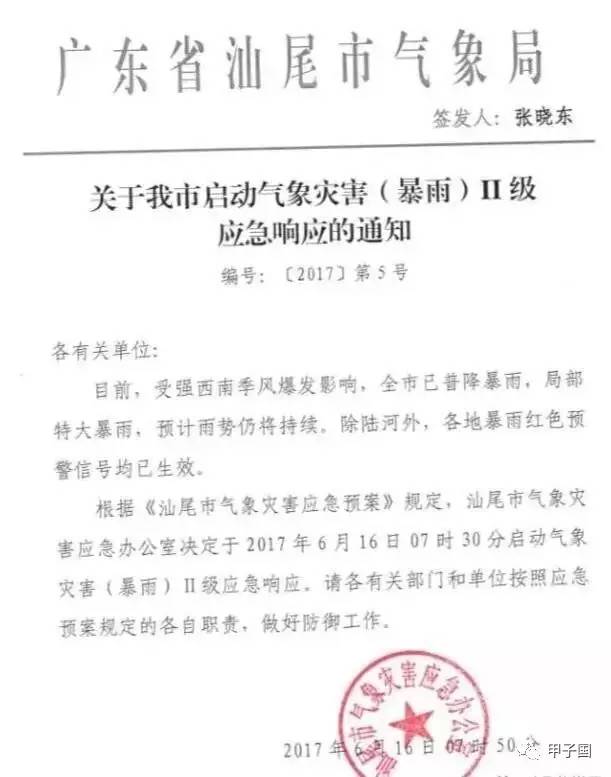 广东省汕尾市气象局
签发人：张晓东
关于我市启动气象灾害（暴雨）II级
应急响应的通知
编号：〔2017〕第5号
各有关单位：
目前，受强西南季风爆发影响，全市已普降暴雨，局部
特大暴雨，预计雨势仍将持续。除陆河外，各地暴雨红色预
警信号均已生效。
根据《汕尾市气象灾害应急预案》规定，汕尾市气象灾
害应急办公室决定于2017年6月16日07时30分启动气象
灾害（暴雨）II级应急响应。请各有关部门和单位按照应急
预案规定的各自职责，做好防御工作。
汕尾市气象灾害应急办公室
2017年6月16日07时50分
甲子国